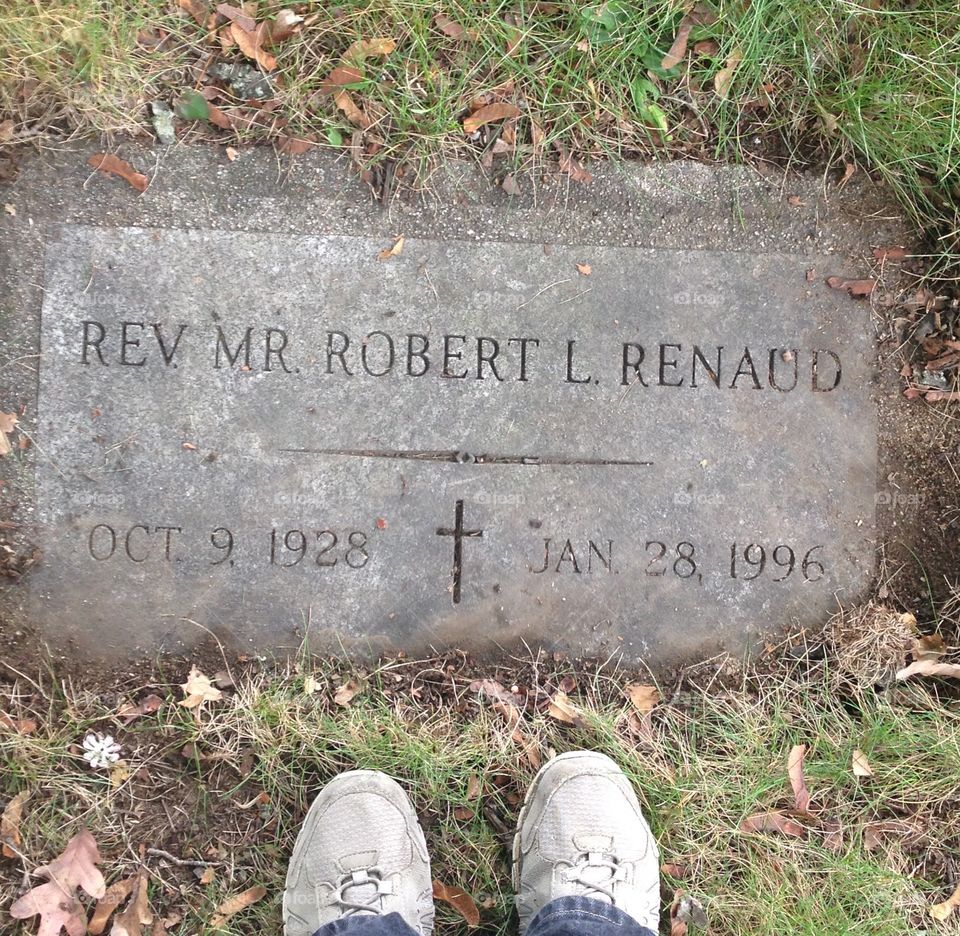 REV. MR. ROBERT L. RENAUD
OCT. 9, 1928 JAN. 28, 1996